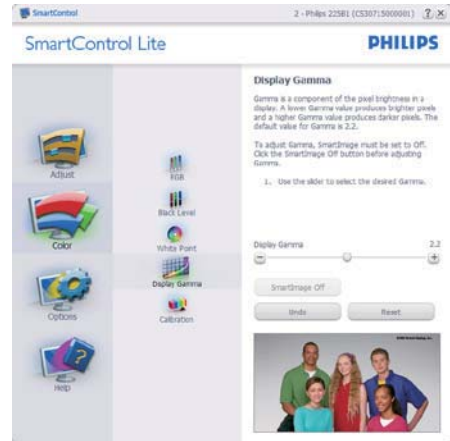 SmartControl
2 - Philips 225B1 (CS30715000001)
SmartControl Lite
PHILIPS
Adjust
Color
Options
Help
RGB
Black Level
White Point
Display Gamma
Calibration
Display Gamma
Gamma is a component of the pixel brightness in a
display. A lower Gamma value produces brighter pixels
and a higher Gamma value produces darker pixels. The
default value for Gamma is 2.2.
To adjust Gamma, SmartImage must be set to Off.
Click the SmartImage Off button before adjusting
Gamma.
1. Use the slider to select the desired Gamma.
Display Gamma
2.2
SmartImage Off
Undo
Reset